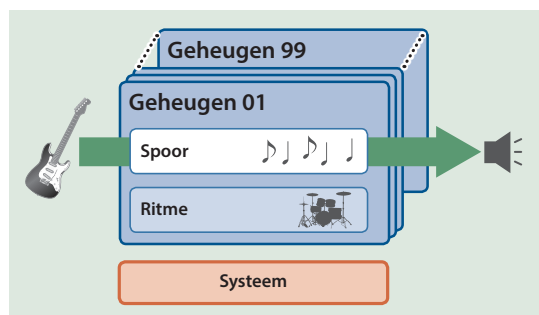 Geheugen 99
Geheugen 01
Spoor
Ritme
Systeem